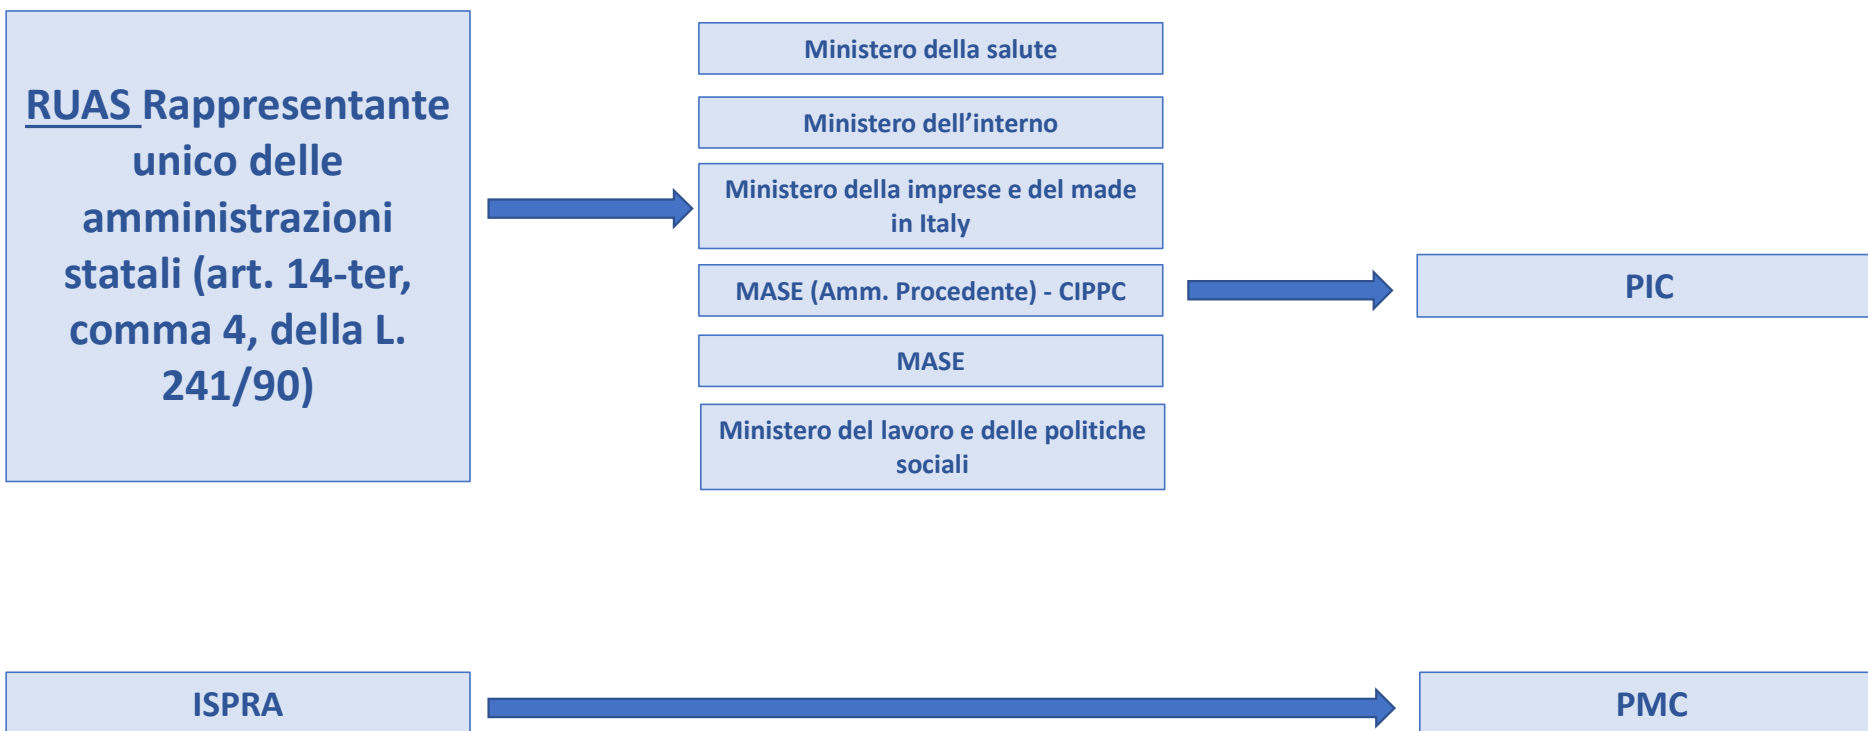 RUAS Rappresentante
unico delle
amministrazioni
statali (art. 14-ter,
comma 4, della L.
241/90)
Ministero della salute
Ministero dell’interno
Ministero della imprese e del made
in Italy
MASE (Amm. Procedente) - CIPPC
MASE
Ministero del lavoro e delle politiche
sociali
PIC
ISPRA
PMC